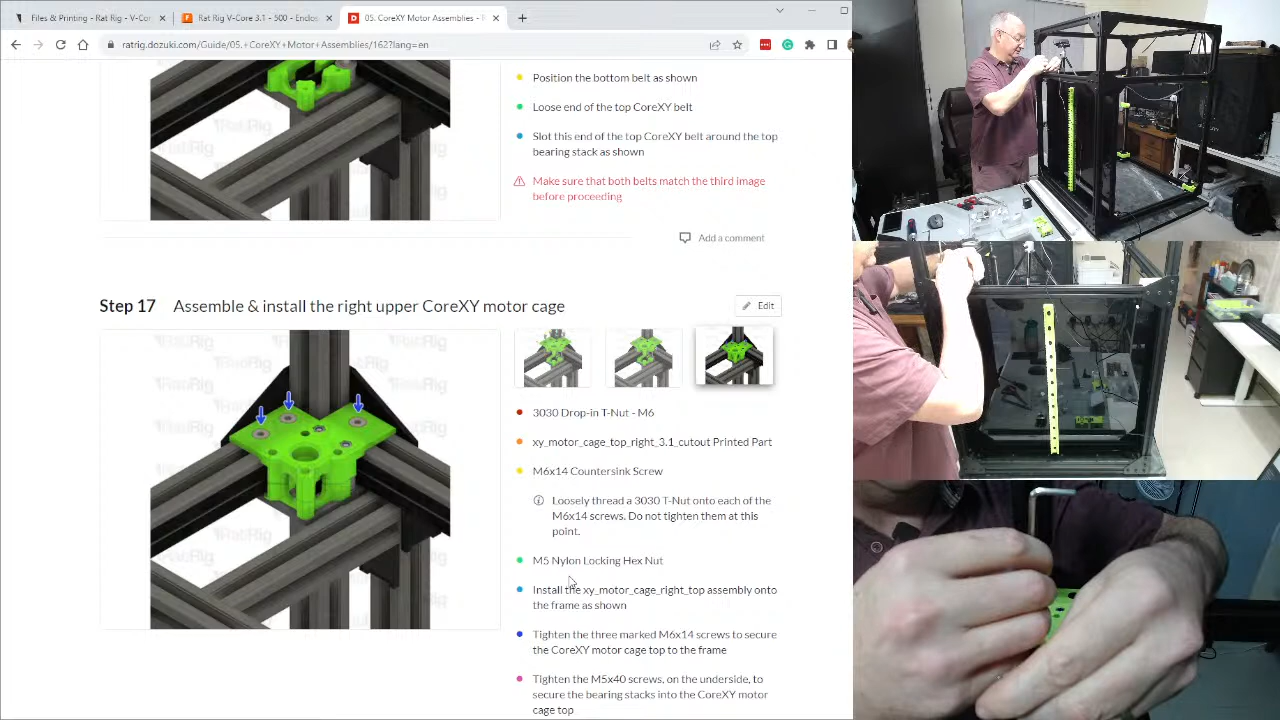 Files & Printing - Rat Rig - V-Cor
Rat Rig V-Core 3.1 - 500 - Endos
05. CoreXY Motor Assemblies -
ratrig.dozuki.com/Guide/05.+CoreXY+Motor+Assemblies/162?lang=en
Position the bottom belt as shown
Loose end of the top CoreXY belt
Slot this end of the top CoreXY belt around the top
bearing stack as shown
Make sure that both belts match the third image
before proceeding
Add a comment
Step 17 Assemble & install the right upper CoreXY motor cage
Edit
3030 Drop-in T-Nut - M6
xy_motor_cage_top_right_3.1_cutout Printed Part
M6x14 Countersink Screw
Loosely thread a 3030 T-Nut onto each of the
M6x14 screws. Do not tighten them at this
point.
M5 Nylon Locking Hex Nut
Install the xy_motor_cage_right_top assembly onto
the frame as shown
Tighten the three marked M6x14 screws to secure
the CoreXY motor cage top to the frame
Tighten the M5x40 screws, on the underside, to
secure the bearing stacks into the CoreXY motor
cage top